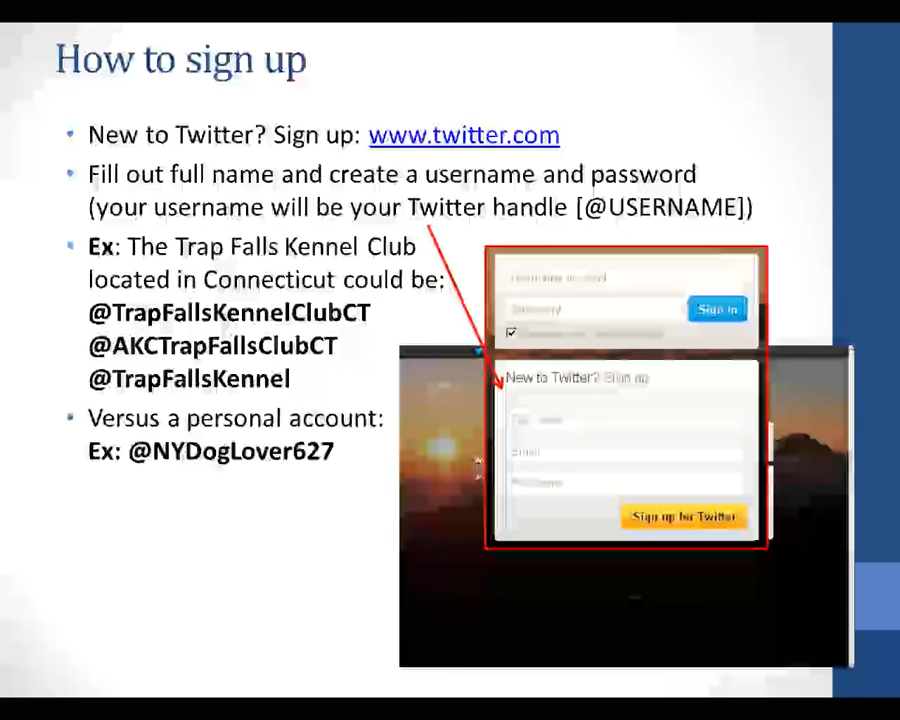 How to sign up
• New to Twitter? Sign up: www.twitter.com
• Fill out full name and create a username and password
(your username will be your Twitter handle [@USERNAME])
• Ex: The Trap Falls Kennel Club
located in Connecticut could be:
@TrapFallsKennelClubCT
@AKCTrapFallsClubCT
@TrapFallsKennel
• Versus a personal account:
Ex: @NYDogLover627
Password
Sign in
New to Twitter? Sign up
Email
Password
Sign up for Twitter